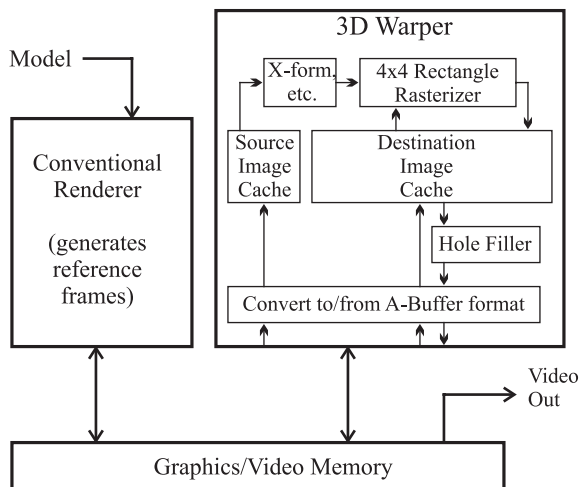 3D Warper
Model
X-form,
etc.
4x4 Rectangle
Rasterizer
Conventional
Renderer
(generates
reference
frames)
Source
Image
Cache
Destination
Image
Cache
Hole Filler
Convert to/from A-Buffer format
Video
Out
Graphics/Video Memory